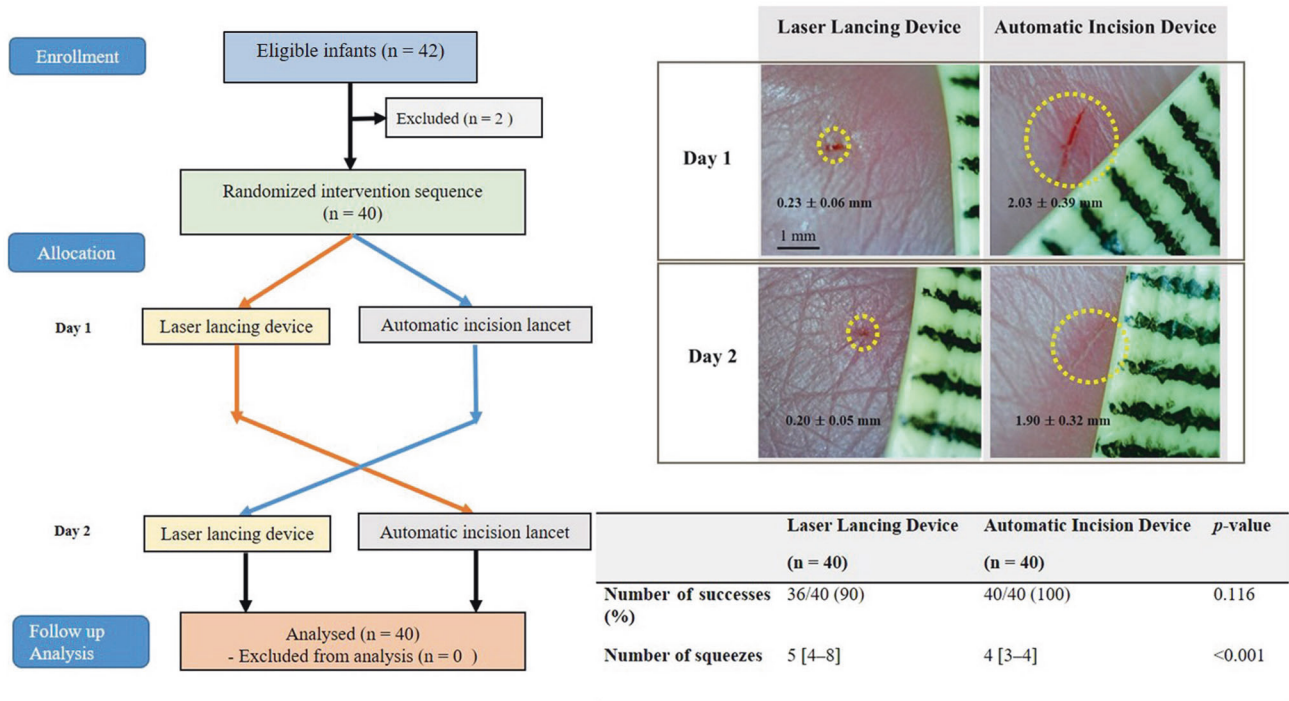 Enrollment
Eligible infants (n = 42)
Excluded (n = 2 )
Randomized intervention sequence
(n = 40)
Allocation
Day 1
Laser lancing device
Automatic incision lancet
Day 2
Laser lancing device
Automatic incision lancet
Follow up
Analysis
Analysed (n = 40)
- Excluded from analysis (n = 0 )
Laser Lancing Device
Automatic Incision Device
Day 1
0.23 ± 0.06 mm
1 mm
2.03 ± 0.39 mm
Day 2
0.20 ± 0.05 mm
1.90 ± 0.32 mm
Laser Lancing Device Automatic Incision Device p-value
(n = 40) (n = 40)
Number of successes 36/40 (90) 40/40 (100) 0.116
(%)
Number of squeezes 5 [4–8] 4 [3–4] <0.001